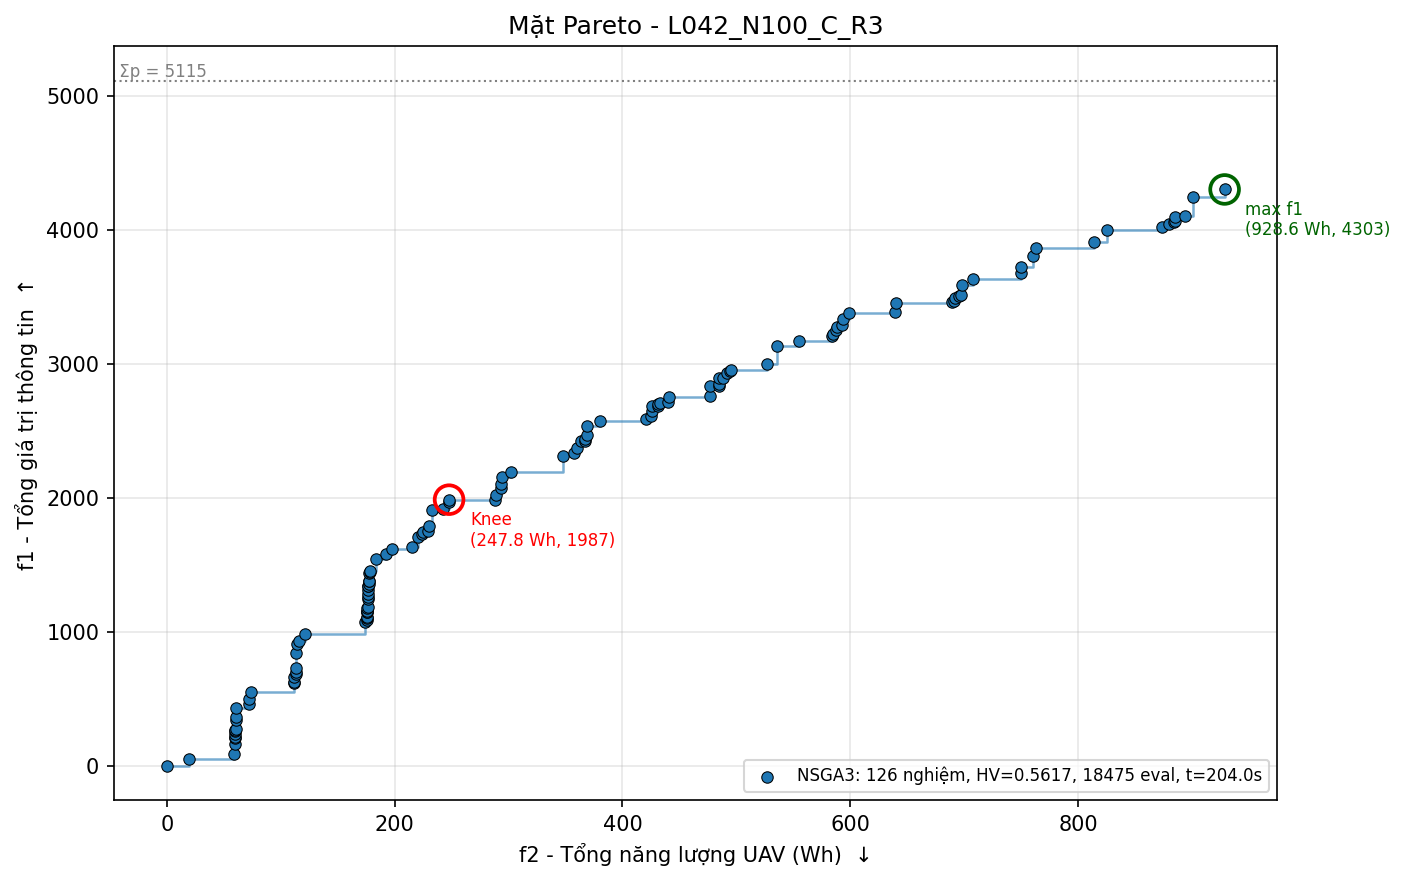 Mặt Pareto - L042_N100_C_R3
Σp = 5115
5000
4000
3000
2000
1000
0
f1 - Tổng giá trị thông tin ↑
max f1
(928.6 Wh, 4303)
Knee
(247.8 Wh, 1987)
NSGA3: 126 nghiệm, HV=0.5617, 18475 eval, t=204.0s
0 200 400 600 800
f2 - Tổng năng lượng UAV (Wh) ↓